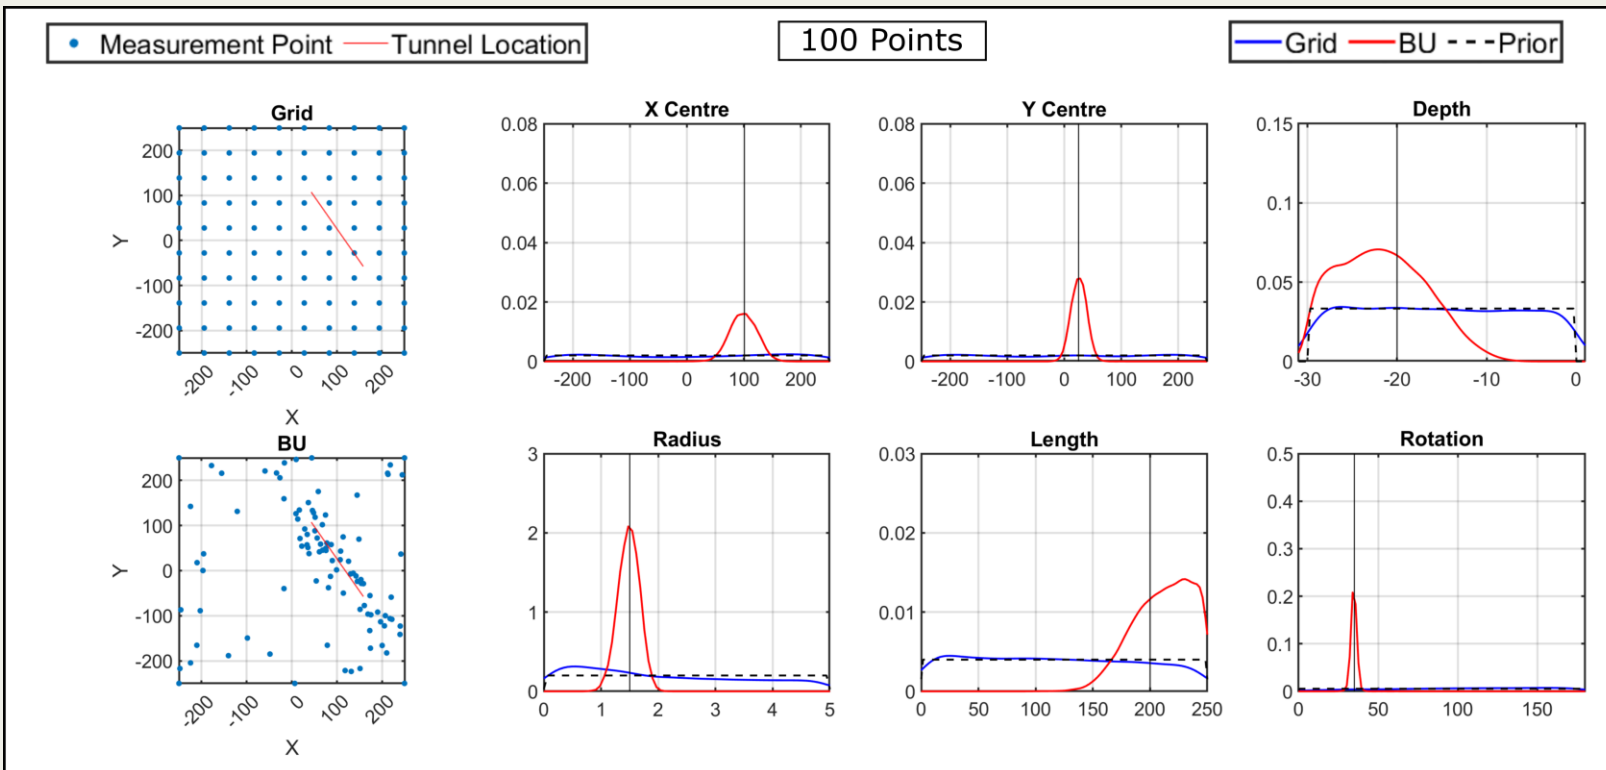 Measurement Point Tunnel Location
100 Points
Grid BU Prior
Grid
200
100
0
-100
-200
Y
-200 -100 0 100 200
X
X Centre
0.08
0.06
0.04
0.02
0
-200 -100 0 100 200
Y Centre
0.08
0.06
0.04
0.02
0
-200 -100 0 100 200
Depth
0.15
0.1
0.05
0
-30 -20 -10 0
BU
200
100
0
-100
-200
Y
-200 -100 0 100 200
X
Radius
3
2
1
0
0 1 2 3 4 5
Length
0.03
0.02
0.01
0
0 50 100 150 200 250
Rotation
0.5
0.4
0.3
0.2
0.1
0
0 50 100 150